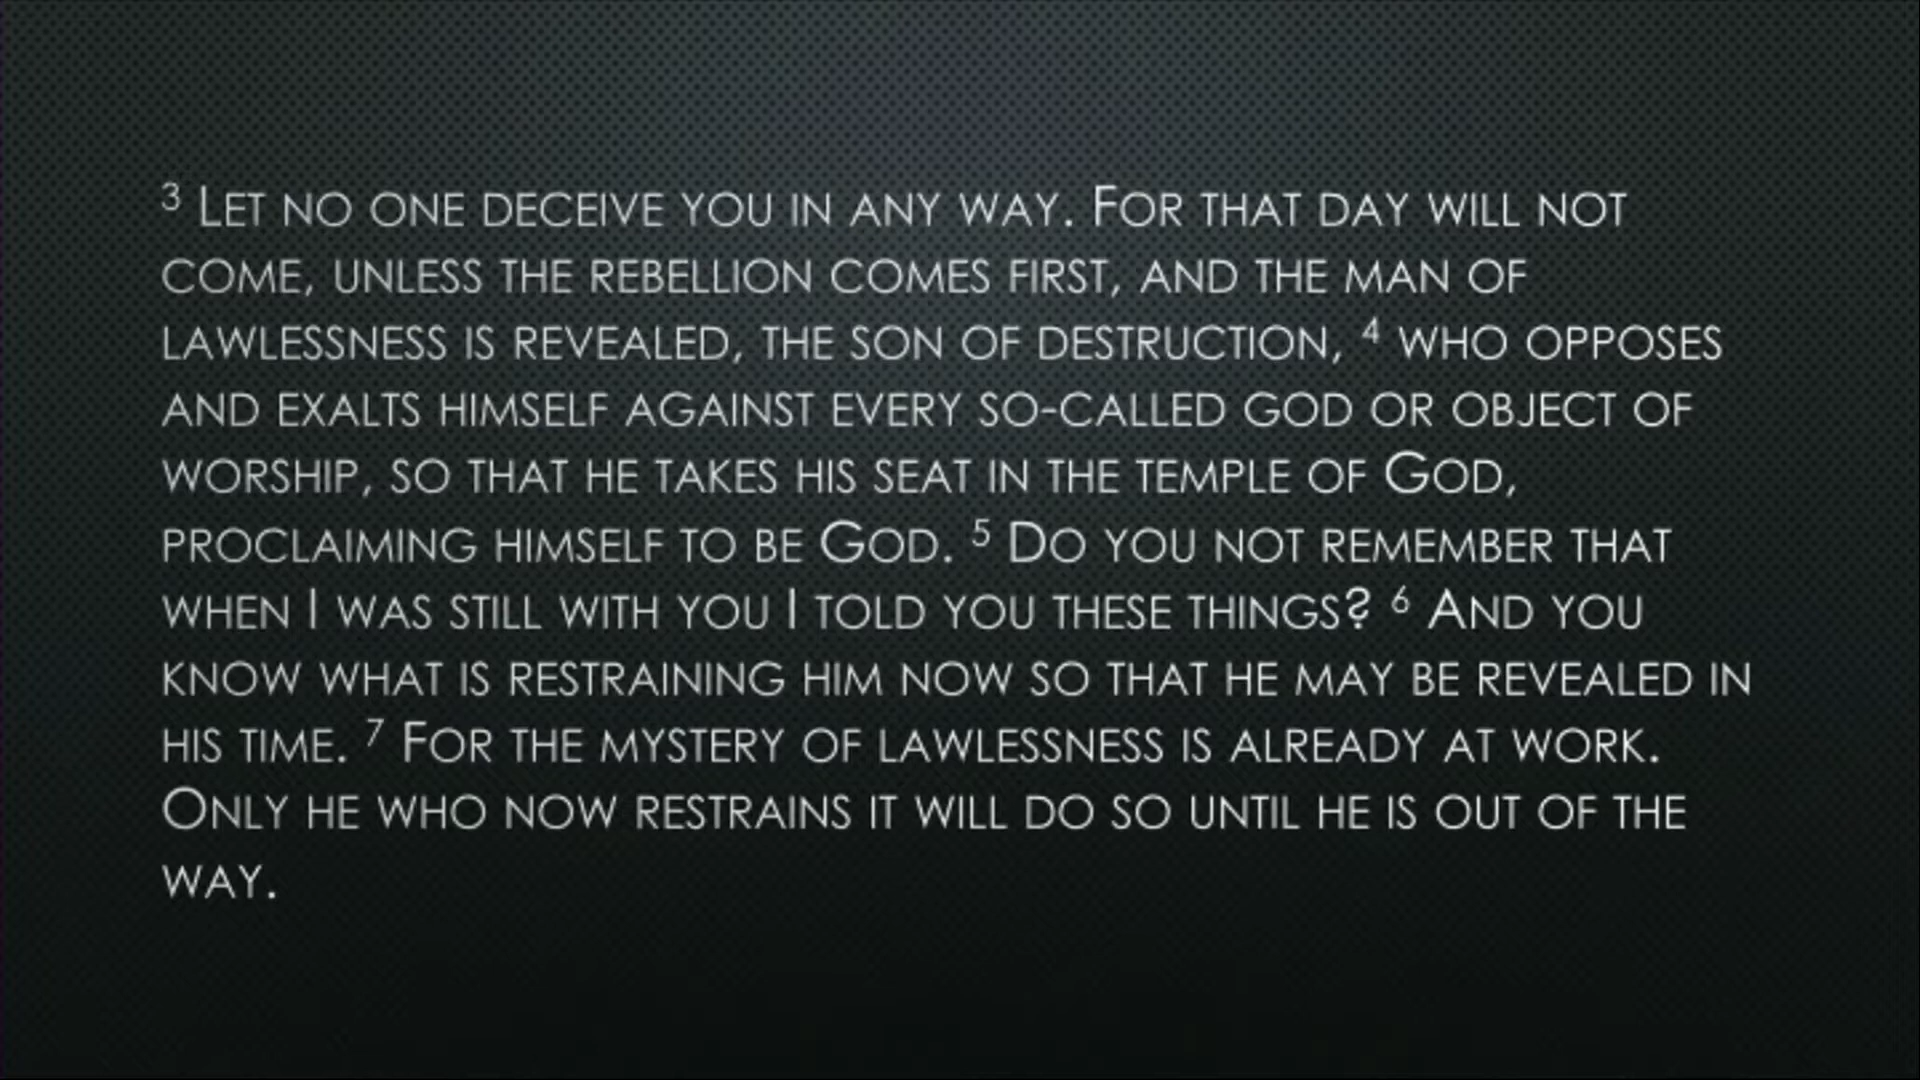 ³ Let no one deceive you in any way. For that day will not
come, unless the rebellion comes first, and the man of
lawlessness is revealed, the son of destruction, ⁴ who opposes
and exalts himself against every so-called god or object of
worship, so that he takes his seat in the temple of God,
proclaiming himself to be God. ⁵ Do you not remember that
when I was still with you I told you these things? ⁶ And you
know what is restraining him now so that he may be revealed in
his time. ⁷ For the mystery of lawlessness is already at work.
Only he who now restrains it will do so until he is out of the
way.